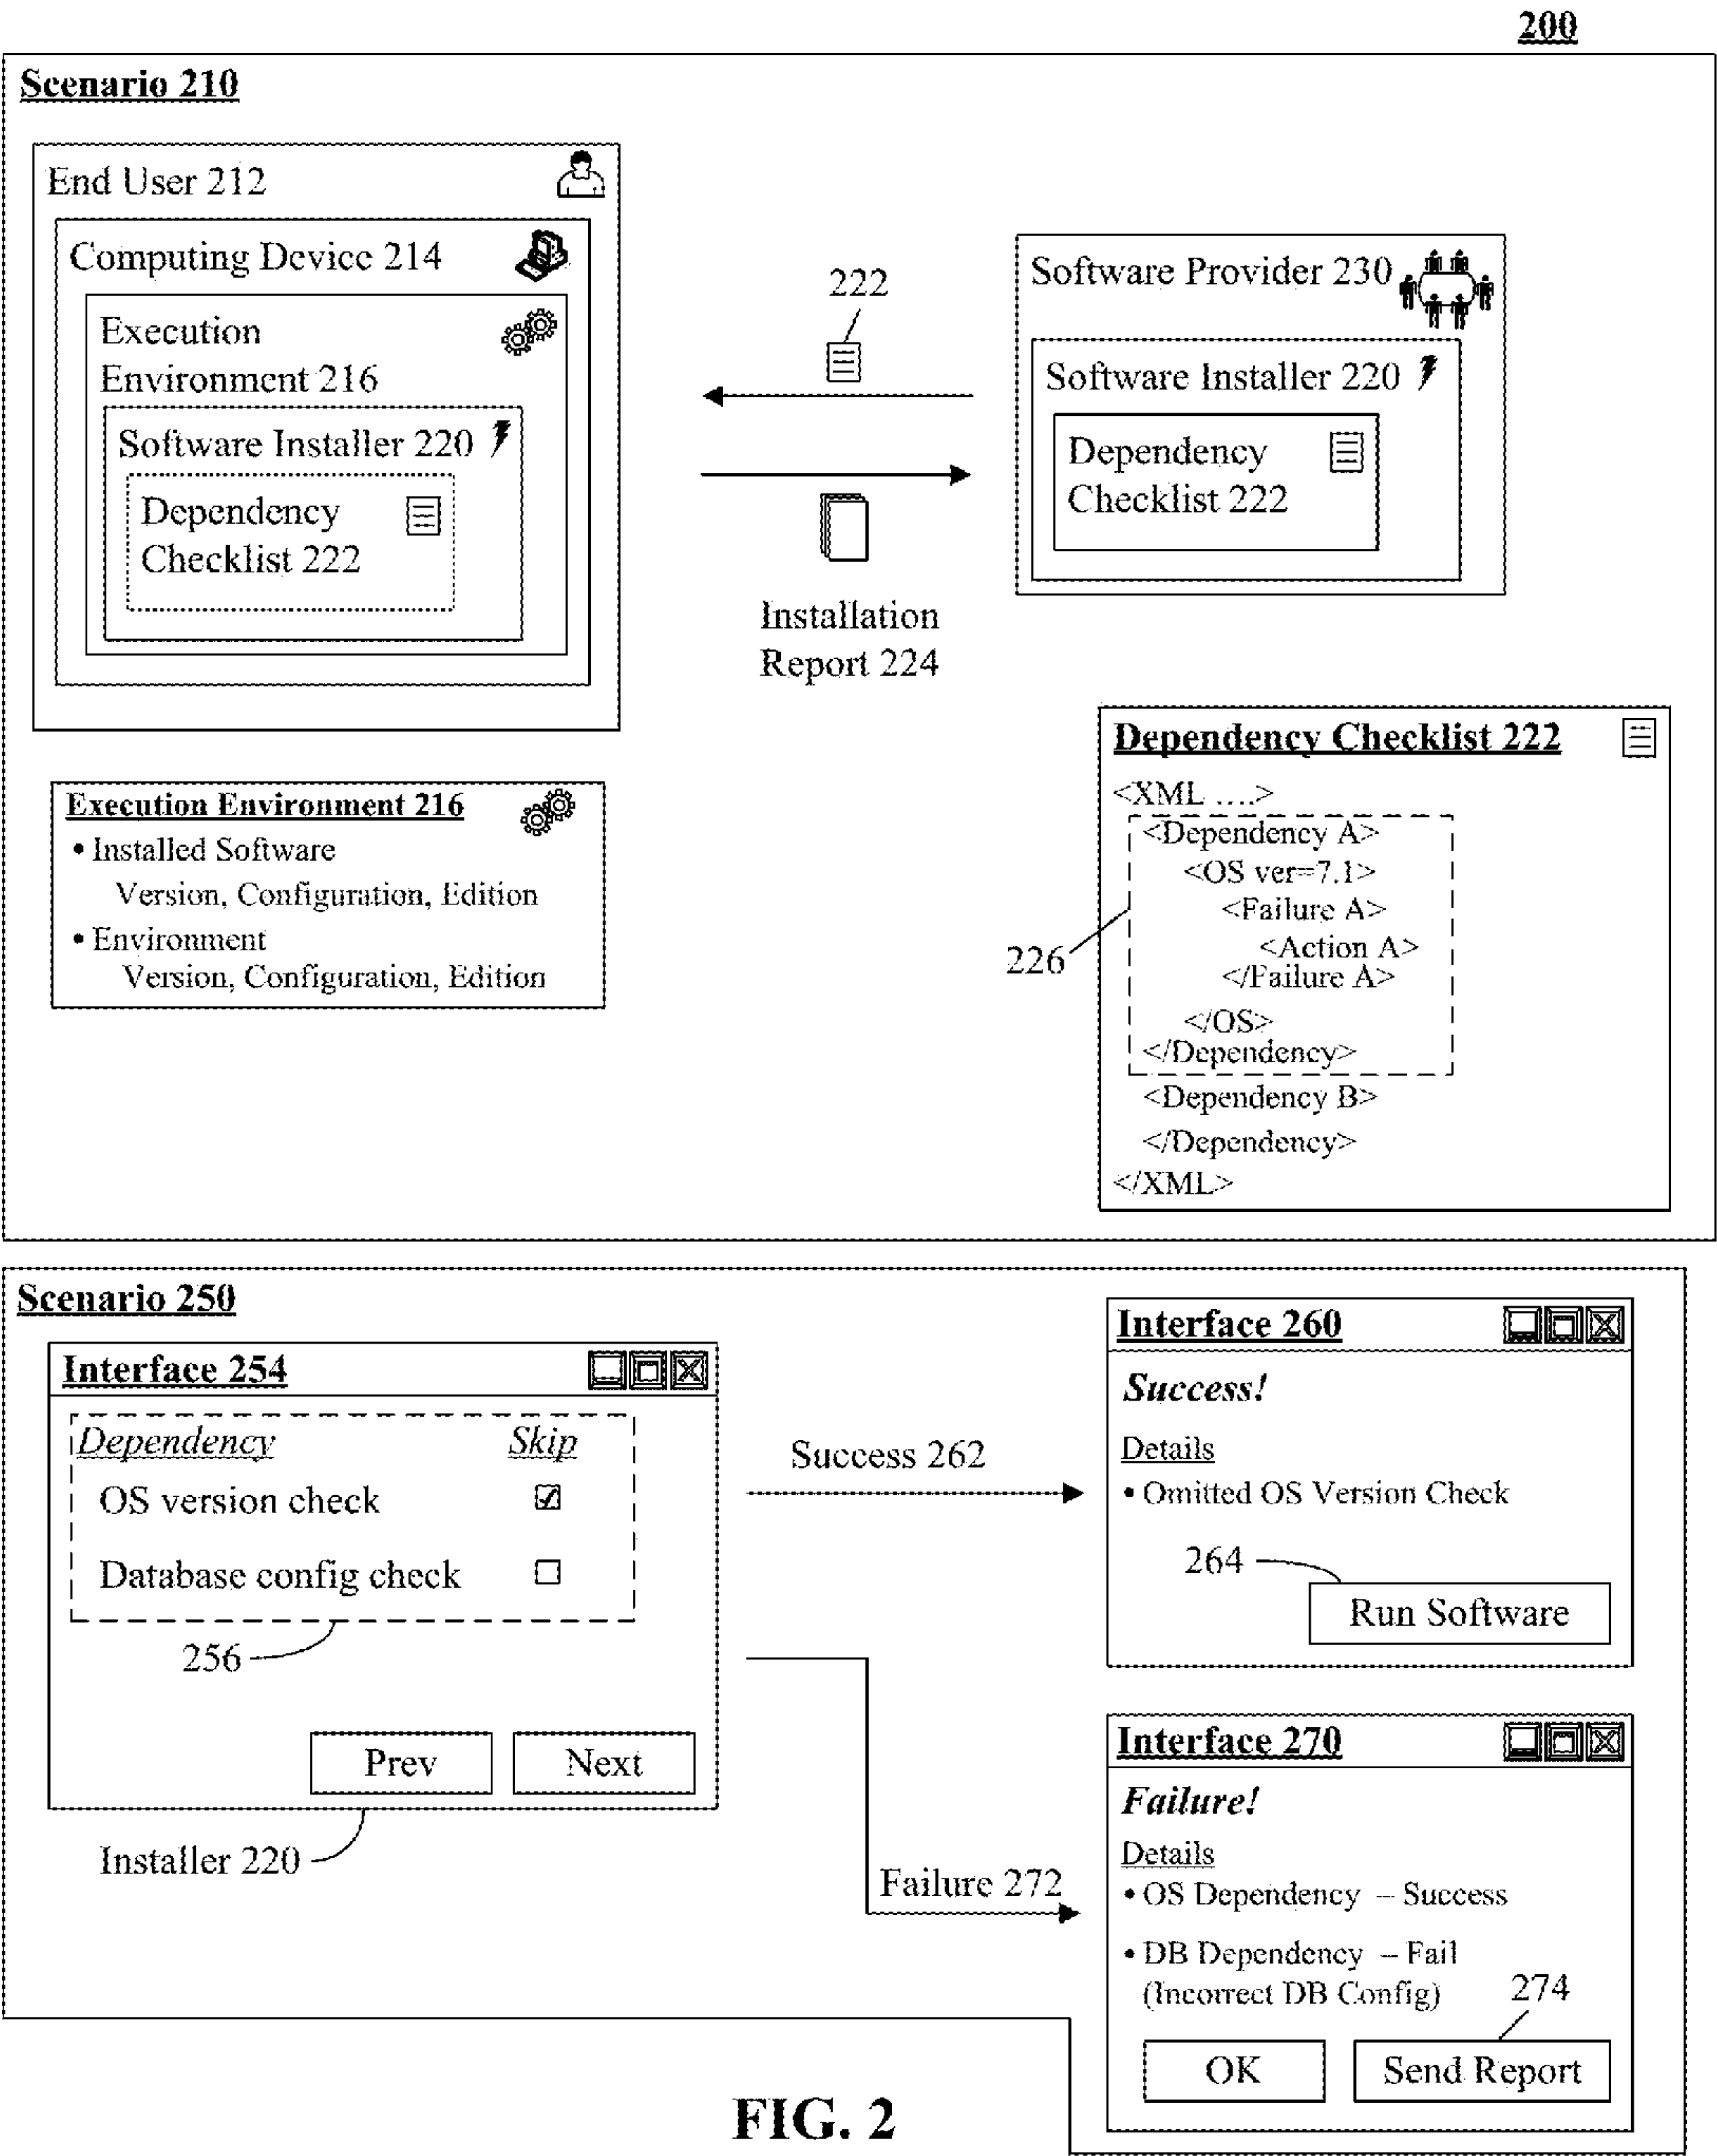 200
Scenario 210
End User 212
Computing Device 214
Execution
Environment 216
Software Installer 220
Dependency
Checklist 222
222
Installation
Report 224
Software Provider 230
Software Installer 220
Dependency
Checklist 222
Execution Environment 216
• Installed Software
Version, Configuration, Edition
• Environment
Version, Configuration, Edition
Dependency Checklist 222
<XML ....>
<Dependency A>
<OS ver=7.1>
<Failure A>
<Action A>
</Failure A>
</OS>
</Dependency>
<Dependency B>
</Dependency>
</XML>
226
Scenario 250
Interface 254
Dependency Skip
OS version check
Database config check
256
Prev Next
Installer 220
Success 262
Failure 272
Interface 260
Success!
Details
• Omitted OS Version Check
264
Run Software
Interface 270
Failure!
Details
• OS Dependency – Success
• DB Dependency – Fail
(Incorrect DB Config)
274
OK Send Report
FIG. 2